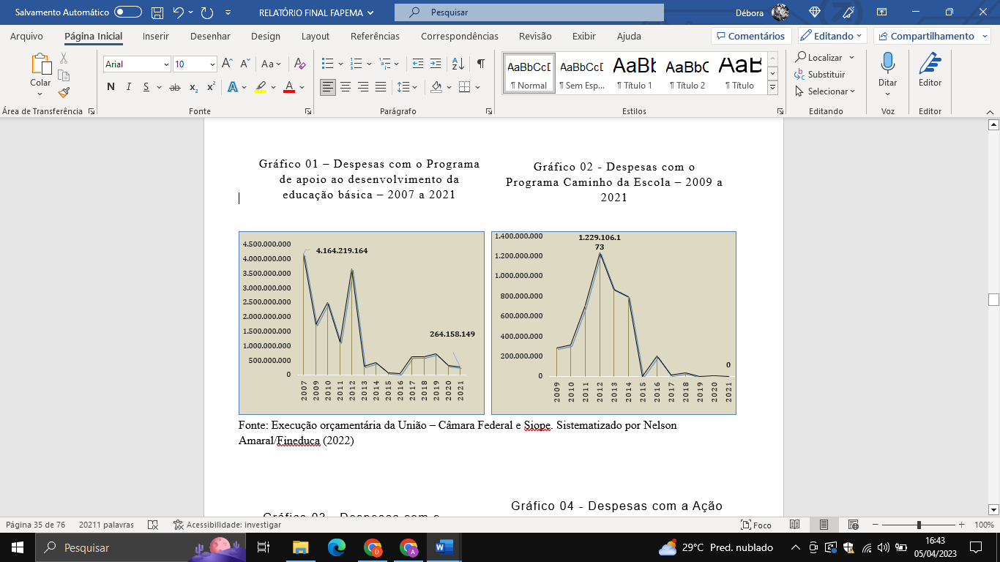 Salvamento Automático
RELATÓRIO FINAL FAPEMA
Pesquisar
Débora
Arquivo
Página Inicial
Inserir
Desenhar
Design
Layout
Referências
Correspondências
Revisão
Exibir
Ajuda
Comentários
Editando
Compartilhamento
Colar
Arial
10
Aa
N I S ab x₂ x² A A
AaBbCcD
AaBbCcD
AaBb
AaBbC
AaB
¶ Normal
¶ Sem Esp...
¶ Título 1
¶ Título 2
¶ Título
Localizar
Substituir
Selecionar
Ditar
Editor
Área de Transferência
Fonte
Parágrafo
Estilos
Editando
Voz
Editor
Gráfico 01 – Despesas com o Programa
de apoio ao desenvolvimento da
educação básica – 2007 a 2021
Gráfico 02 - Despesas com o
Programa Caminho da Escola – 2009 a
2021
4.500.000.000
4.000.000.000
3.500.000.000
3.000.000.000
2.500.000.000
2.000.000.000
1.500.000.000
1.000.000.000
500.000.000
0
4.164.219.164
264.158.149
2007 2009 2010 2011 2012 2013 2014 2015 2016 2017 2018 2019 2020 2021
1.400.000.000
1.200.000.000
1.000.000.000
800.000.000
600.000.000
400.000.000
200.000.000
0
1.229.106.1
73
0
2009 2010 2011 2012 2013 2014 2015 2016 2017 2018 2019 2020 2021
Fonte: Execução orçamentária da União – Câmara Federal e Siope. Sistematizado por Nelson
Amaral/Fineduca (2022)
Gráfico 03 - Despesas com o
Gráfico 04 - Despesas com a Ação
Página 35 de 76
20211 palavras
Acessibilidade: investigar
Foco
100%
Pesquisar
29°C Pred. nublado
16:43
05/04/2023